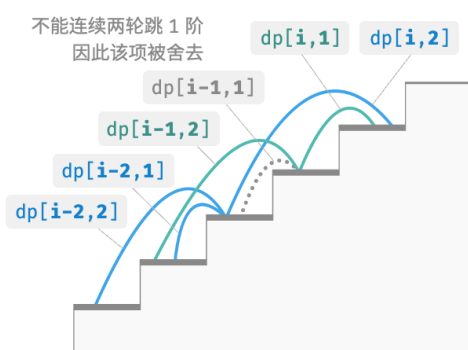 不能连续两轮跳 1 阶
因此该项被舍去
dp[i,1]
dp[i,2]
dp[i-1,1]
dp[i-1,2]
dp[i-2,1]
dp[i-2,2]